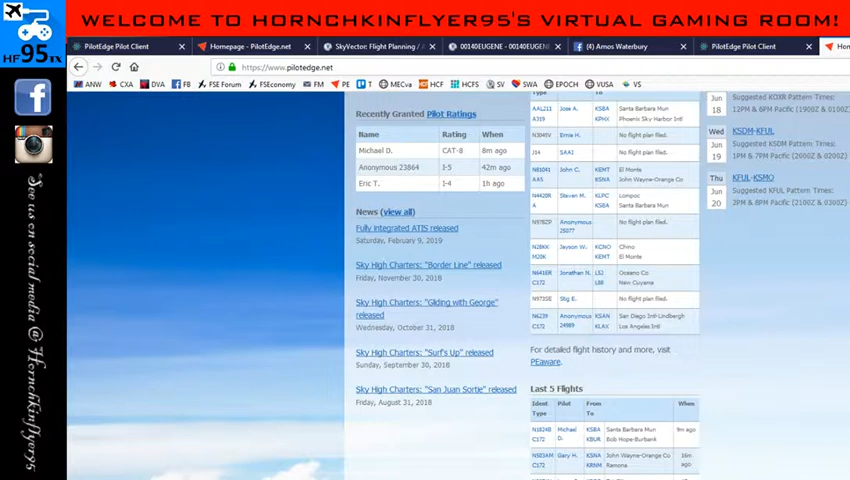 WELCOME TO HORNCHKINFLYER95'S VIRTUAL GAMING ROOM!
HF 95
PilotEdge Pilot Client
Homepage - PilotEdge.net
SkyVector: Flight Planning /
00140EUGENE - 00140EUGENE
(4) Amos Waterbury
PilotEdge Pilot Client
Hom
https://www.pilotedge.net
ANW CXA DVA FB FSE Forum FSEconomy FM PE T MECva HCF HCFS SV SWA EPOCH VUSA VS
See us on social media @ Hornchkinflyer95
Recently Granted Pilot Ratings
Name Rating When
Michael D. CAT-8 8m ago
Anonymous 23864 I-5 42m ago
Eric T. I-4 1h ago
News (view all)
Fully integrated ATIS released
Saturday, February 9, 2019
Sky High Charters: "Border Line" released
Friday, November 30, 2018
Sky High Charters: "Gliding with George"
released
Wednesday, October 31, 2018
Sky High Charters: "Surf's Up" released
Sunday, September 30, 2018
Sky High Charters: "San Juan Sortie" released
Friday, August 31, 2018
Type To
AALZ11 Jose A. KSBA Santa Barbara Mun
A319 KPHX Phoenix Sky Harbor Intl
Ernie H. No flight plan filed.
J14 SAAI No flight plan filed.
N81041 John C. KEMT El Monte
AA5 KSNA John Wayne-Orange Co
N4420R Steven M. KLPC Lompoc
KSBA Santa Barbara Mun
N978ZP Anonymous No flight plan filed.
N28KK Jayson W. KCNO Chino
M20K KEMT El Monte
N641ER Jonathan N. L52 Oceano Co
C172 L88 New Cuyama
N973SE Stig E. No flight plan filed.
N6239 Anonymous KSAN San Diego Intl-Lindbergh
C172 24989 KLAX Los Angeles Intl
For detailed flight history and more, visit
PEaware.
Last 5 Flights
Ident Pilot From When
Type To
N1824B Michael KSBA Santa Barbara Mun 9m ago
C172 D. KBUR Bob Hope-Burbank
N503AM Gary H. KSNA John Wayne-Orange Co 16m
C172 KRNM Ramona ago
Jun Suggested KOXR Pattern Times:
18 12PM & 6PM Pacific (1900Z & 0100Z)
Wed KSDM-KFUL
Jun Suggested KSDM Pattern Times:
19 1PM & 7PM Pacific (2000Z & 0200Z)
Thu KFUL-KSMO
Jun Suggested KFUL Pattern Times:
20 2PM & 8PM Pacific (2100Z & 0300Z)